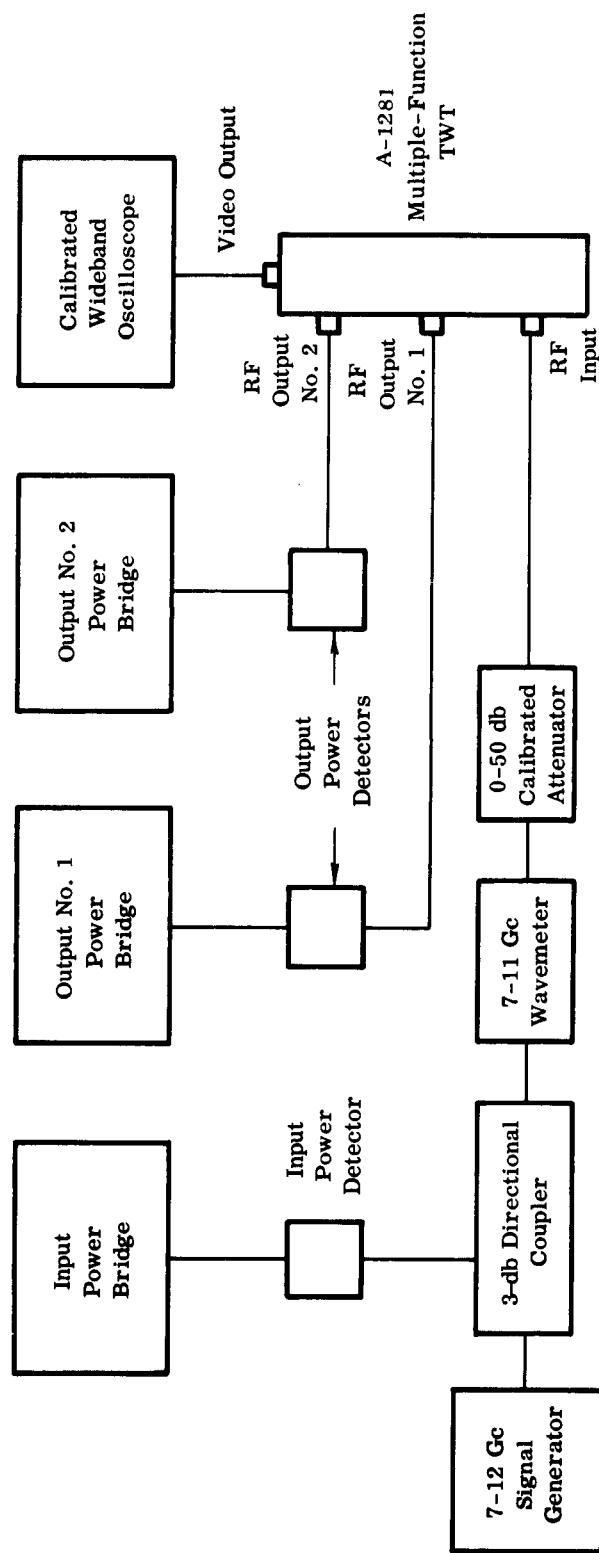 Input
Power
Bridge
Output No. 1
Power
Bridge
Output No. 2
Power
Bridge
Calibrated
Wideband
Oscilloscope
Video Output
Input
Power
Detector
Output
Power
Detectors
RF
Output
No. 2
RF
Output
No. 1
A-1281
Multiple-Function
TWT
7-12 Gc
Signal
Generator
3-db Directional
Coupler
7-11 Gc
Wavemeter
0-50 db
Calibrated
Attenuator
RF
Input